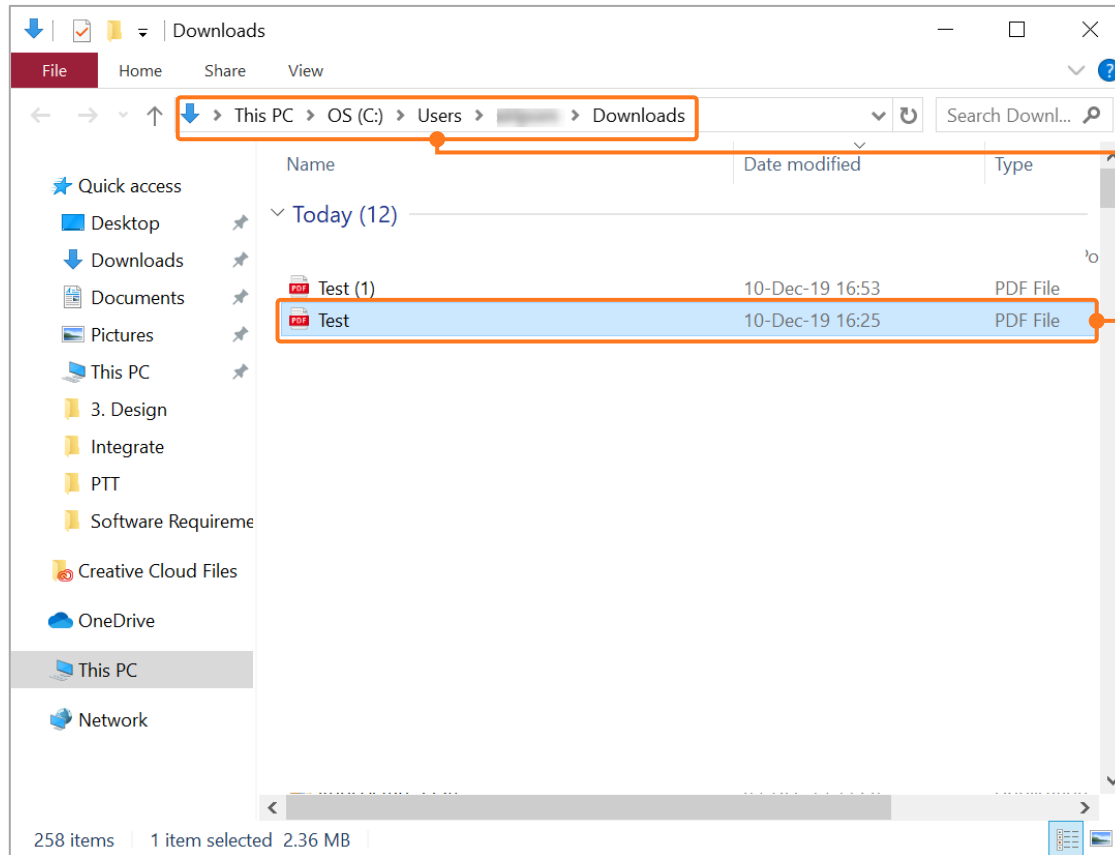 Downloads
File Home Share View
This PC > OS (C:) > Users > > Downloads
Search Downl...
Name Date modified Type
Quick access
Today (12)
Desktop
Downloads
Documents
Test (1) 10-Dec-19 16:53 PDF File
Test 10-Dec-19 16:25 PDF File
Pictures
This PC
3. Design
Integrate
PTT
Software Requireme
Creative Cloud Files
OneDrive
This PC
Network
258 items 1 item selected 2.36 MB